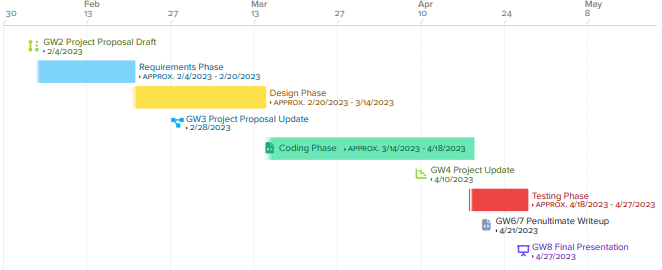 Feb Mar Apr May
30 13 27 13 27 10 24 8
GW2 Project Proposal Draft
2/4/2023
Requirements Phase
APPROX. 2/4/2023 - 2/20/2023
Design Phase
APPROX. 2/20/2023 - 3/14/2023
GW3 Project Proposal Update
2/28/2023
Coding Phase APPROX. 3/14/2023 - 4/18/2023
GW4 Project Update
4/10/2023
Testing Phase
APPROX. 4/18/2023 - 4/27/2023
GW6/7 Penultimate Writeup
4/21/2023
GW8 Final Presentation
4/27/2023